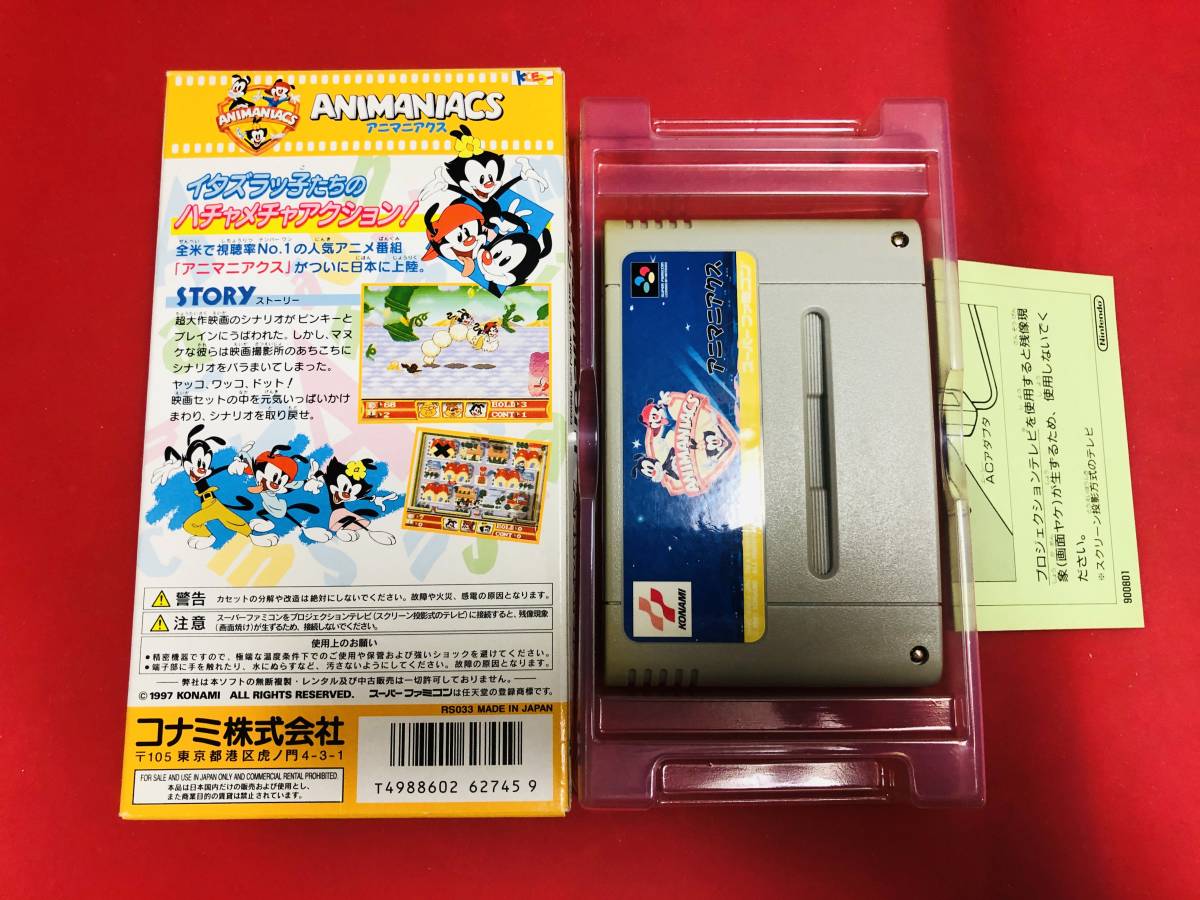 ANIMANIACS
ANIMANIACS
アニマニアクス
イタズラッ子たちの
ハチャメチャアクション!
全米で視聴率No.1の人気アニメ番組
「アニマニアクス」がついに日本に上陸。
STORY ストーリー
超大作映画のシナリオがピンキーと
ブレインにうばわれた。しかし、マヌ
ケな彼らは映画撮影所のあちこちに
シナリオをバラまいてしまった。
ヤッコ、ワッコ、ドット!
映画セットの中を元気いっぱいかけ
まわり、シナリオを取り戻せ。
HOLD:3
CONT:1
HOLD:0
CONT:0
警告 カセットの分解や改造は絶対にしないでください。故障や火災、感電の原因となります。
注意 スーパーファミコンをプロジェクションテレビ(スクリーン投影式のテレビ)に接続すると、残像現象
(画面焼け)が生ずるため、接続しないでください。
使用上のお願い
●精密機器ですので、極端な温度条件下でのご使用や保管および強いショックを避けてください。
●端子部に手を触れたり、水にぬらすなど、汚さないようにしてください。故障の原因となります。
弊社は本ソフトの無断複製・レンタル及び中古販売は一切許可しておりません。
©1997 KONAMI ALL RIGHTS RESERVED. スーパーファミコンは任天堂の登録商標です。
RS033 MADE IN JAPAN
コナミ株式会社
〒105 東京都港区虎ノ門4-3-1
FOR SALE AND USE IN JAPAN ONLY AND COMMERCIAL RENTAL PROHIBITED.
本品は日本国内だけの販売および使用とし、
また商業目的の賃貸は禁止されています。
T4988602 62745 9
スーパーファミコン
アニマニアクス
ANIMANIACS
KONAMI
Nintendo
ACアダプタ
プロジェクションテレビを使用すると残像現
象(画面ヤケ)が生ずるため、使用しないでく
ださい。
※スクリーン投影方式のテレビ
900801